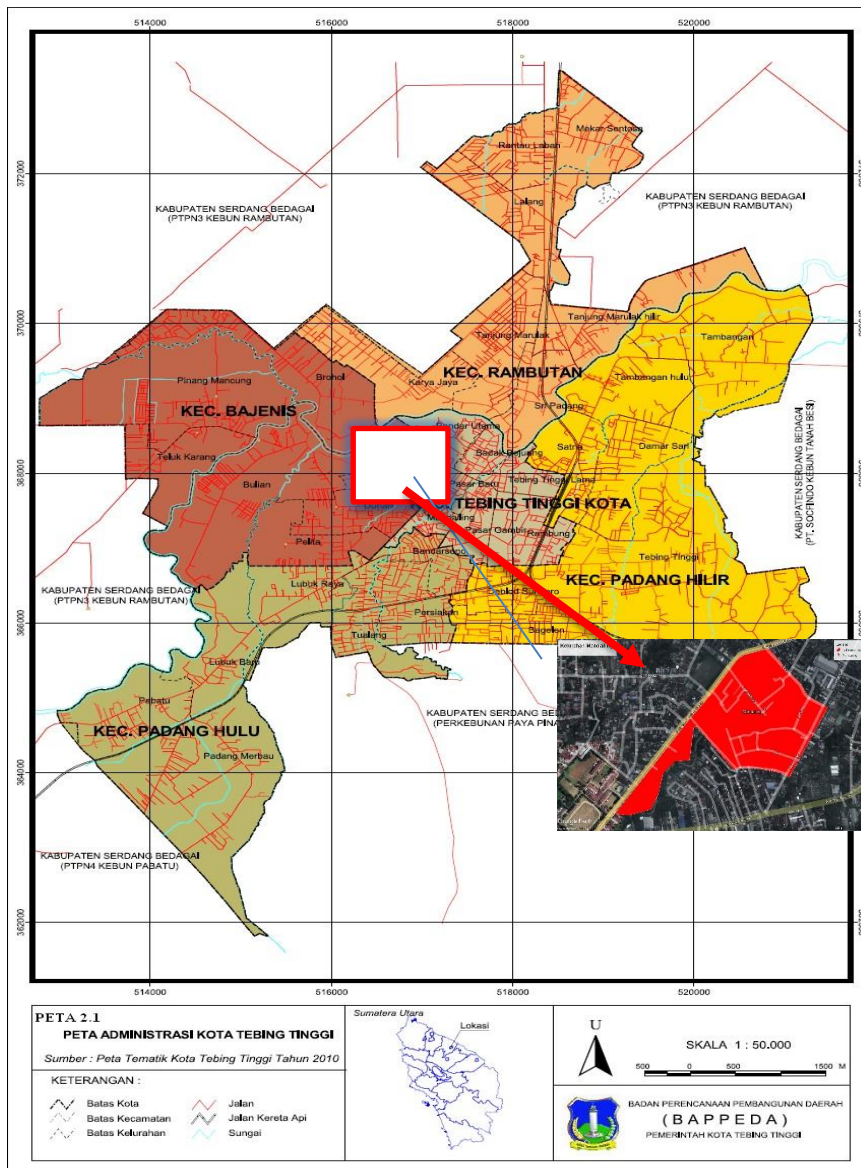 514000
516000
518000
520000
Mekar Sentosa
Rantau Laban
372000
KABUPATEN SERDANG BEDAGAI
(PTPN3 KEBUN RAMBUTAN)
KABUPATEN SERDANG BEDAGAI
(PTPN3 KEBUN RAMBUTAN)
Lalang
370000
Tanjung Marulak hilir
Tanjung Marulak
Tambangan
KEC. RAMBUTAN
Brohol
Pinang Mancung
Karya Jaya
Tambangan hulu
KEC. BAJENIS
Sri Padang
Satria
Damar Sari
368000
Teluk Karang
Bulian
Pasar Baru
Tebing Tinggi Lama
TEBING TINGGI KOTA
KABUPATEN SERDANG BEDAGAI
(PT. SOCFINDO KEBUN TANAH BESI)
Pelita
Pasar Gambir
Rambung
Tebing Tinggi
Lubuk Raya
KEC. PADANG HILIR
KABUPATEN SERDANG BEDAGAI
(PTPN3 KEBUN RAMBUTAN)
Persiakan
366000
Tualang
Bagelen
Lubuk Baru
Pabatu
KEC. PADANG HULU
KABUPATEN SERDANG BED
(PERKEBUNAN PAYA PINA
Padang Merbau
364000
KABUPATEN SERDANG BEDAGAI
(PTPN4 KEBUN PABATU)
362000
514000
516000
518000
520000
PETA 2.1
PETA ADMINISTRASI KOTA TEBING TINGGI
Sumber : Peta Tematik Kota Tebing Tinggi Tahun 2010
KETERANGAN :
Batas Kota
Batas Kecamatan
Batas Kelurahan
Jalan
Jalan Kereta Api
Sungai
Sumatera Utara
Lokasi
U
SKALA 1 : 50.000
500 0 500 1500 M
BADAN PERENCANAAN PEMBANGUNAN DAERAH
( BAPPEDA )
PEMERINTAH KOTA TEBING TINGGI